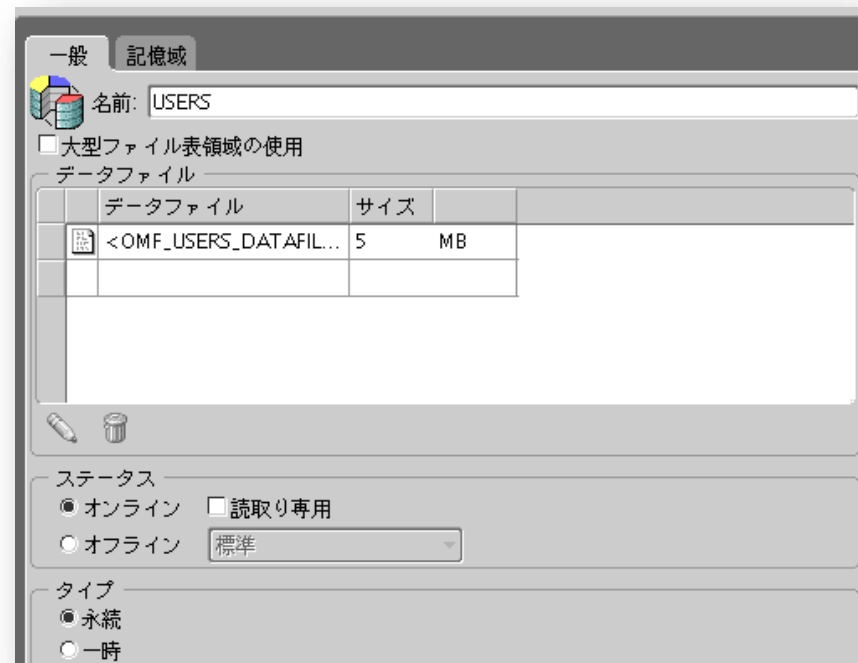 一般 記憶域
名前: USERS
大型ファイル表領域の使用
データファイル
データファイル サイズ
<OMF_USERS_DATAFIL... 5 MB
ステータス
オンライン 読取り専用
オフライン 標準
タイプ
永続
一時